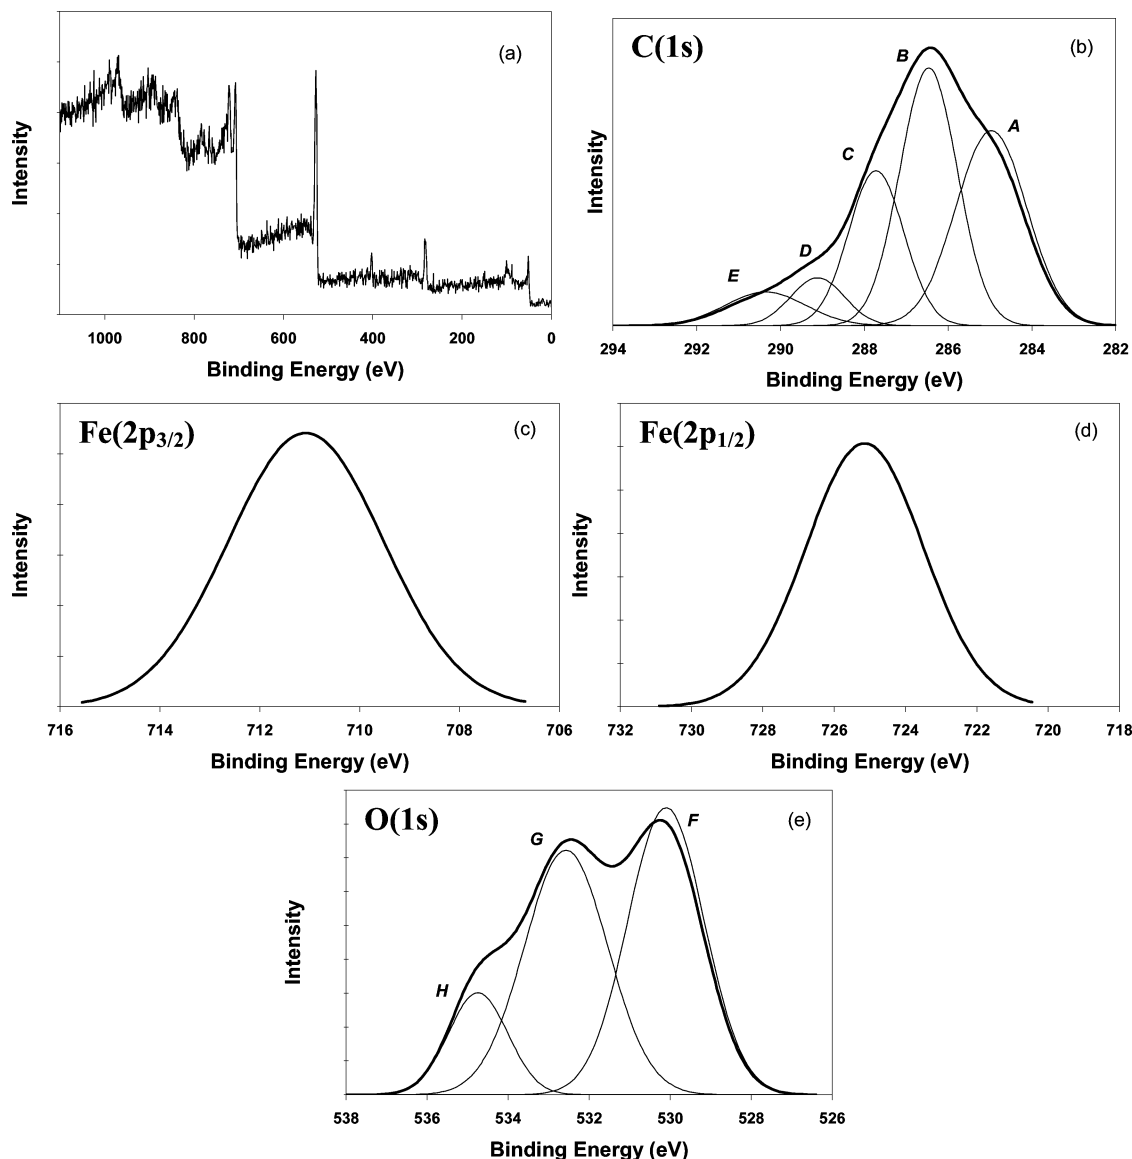 (a)
Intensity
1000 800 600 400 200 0
Binding Energy (eV)
C(1s)
(b)
B
A
C
D
E
Intensity
294 292 290 288 286 284 282
Binding Energy (eV)
Fe(2p3/2)
(c)
Intensity
716 714 712 710 708 706
Binding Energy (eV)
Fe(2p1/2)
(d)
Intensity
732 730 728 726 724 722 720 718
Binding Energy (eV)
O(1s)
(e)
F
G
H
Intensity
538 536 534 532 530 528 526
Binding Energy (eV)